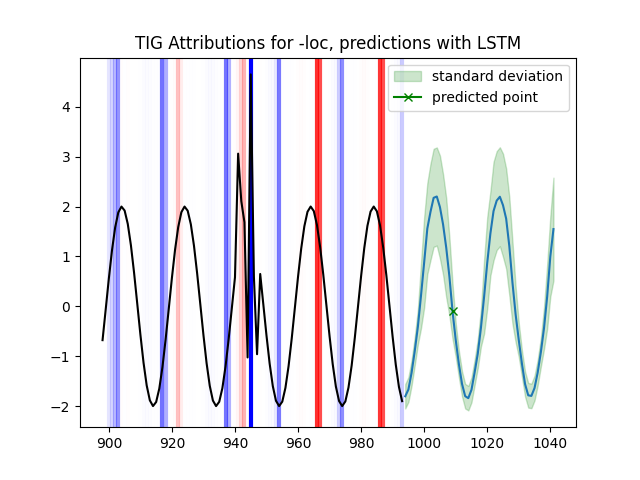 TIG Attributions for -loc, predictions with LSTM
standard deviation
predicted point
4
3
2
1
0
−1
−2
900 920 940 960 980 1000 1020 1040